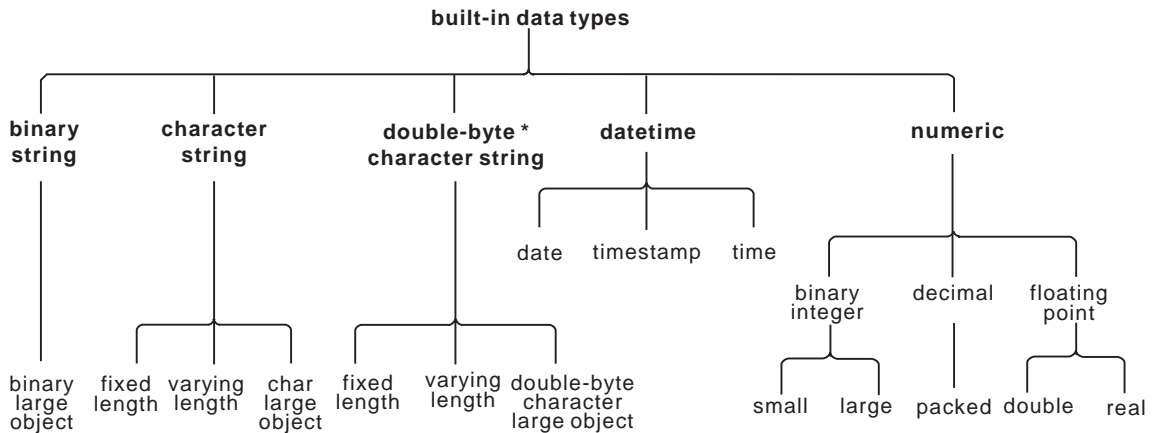 built-in data types
binary
string
character
string
double-byte *
character string
datetime
numeric
date
timestamp
time
binary
integer
decimal
floating
point
binary
large
object
fixed
length
varying
length
char
large
object
fixed
length
varying
length
double-byte
character
large object
small
large
packed
double
real